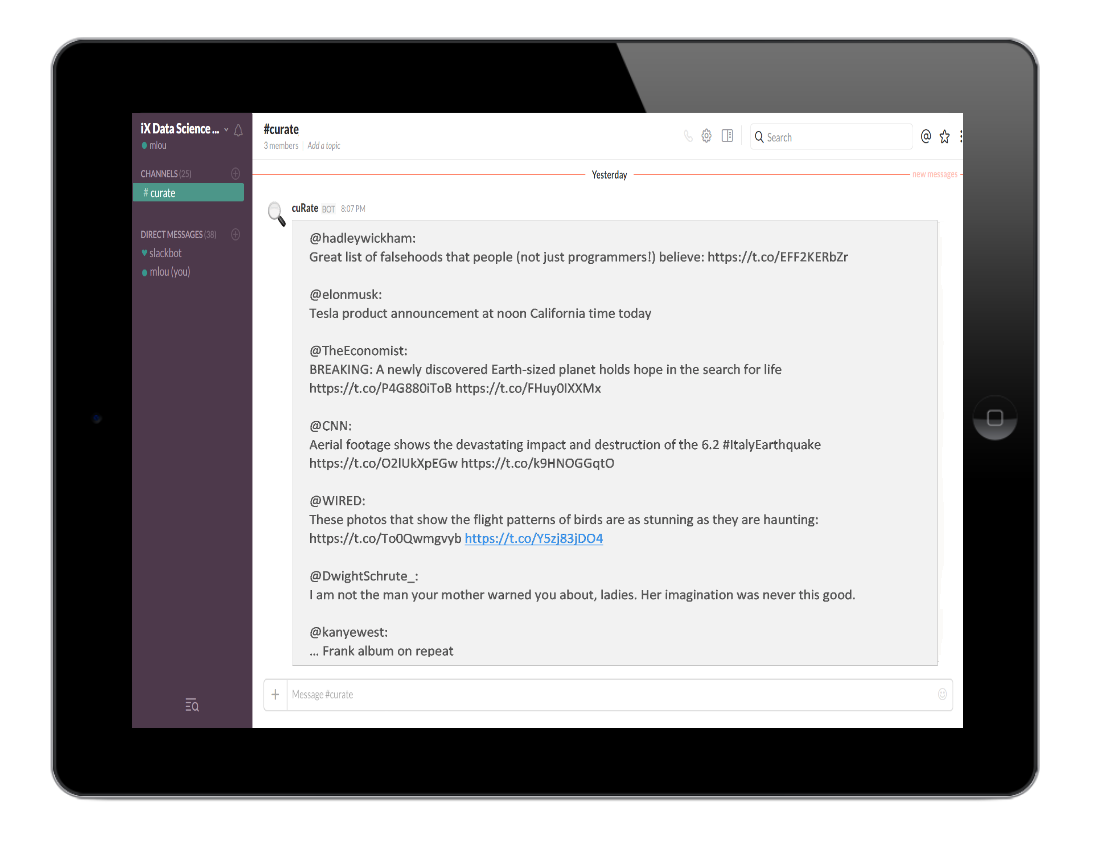 iX Data Science ...
mlou
CHANNELS (25)
# curate
DIRECT MESSAGES (38)
slackbot
mlou (you)
#curate
3 members | Add a topic
Search
@
Yesterday
new messages
cuRate BOT 8:07 PM
@hadleywickham:
Great list of falsehoods that people (not just programmers!) believe: https://t.co/EFF2KERbZr
@elonmusk:
Tesla product announcement at noon California time today
@TheEconomist:
BREAKING: A newly discovered Earth-sized planet holds hope in the search for life
https://t.co/P4G880iToB https://t.co/FHuy0lXXMx
@CNN:
Aerial footage shows the devastating impact and destruction of the 6.2 #ItalyEarthquake
https://t.co/O2lUkXpEGw https://t.co/k9HNOGGqtO
@WIRED:
These photos that show the flight patterns of birds are as stunning as they are haunting:
https://t.co/To0Qwmgvyb https://t.co/Y5zj83jDO4
@DwightSchrute_:
I am not the man your mother warned you about, ladies. Her imagination was never this good.
@kanyewest:
... Frank album on repeat
+ Message #curate